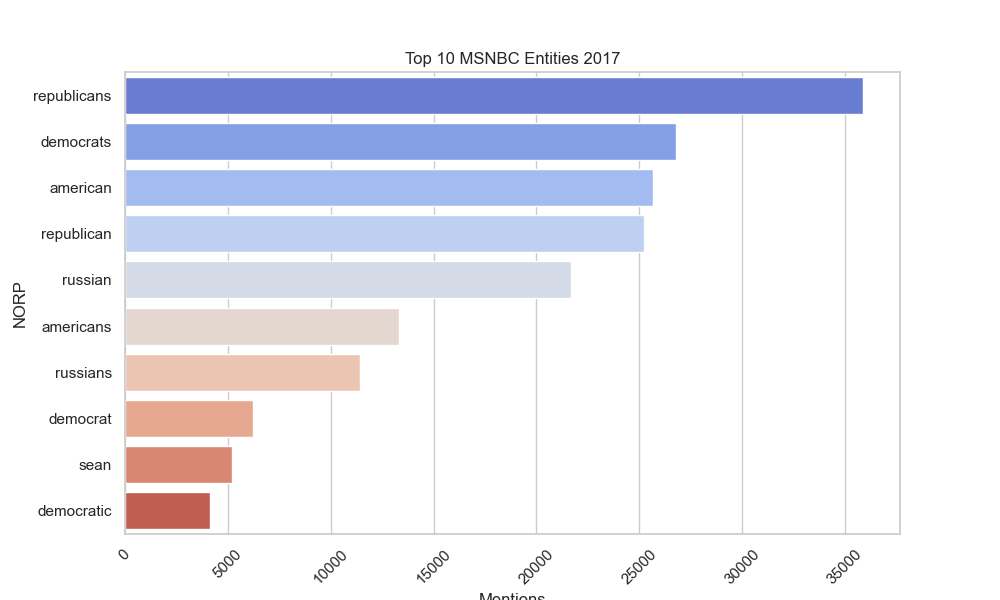 Top 10 MSNBC Entities 2017
NORP
republicans
democrats
american
republican
russian
americans
russians
democrat
sean
democratic
0
5000
10000
15000
20000
25000
30000
35000
Mentions